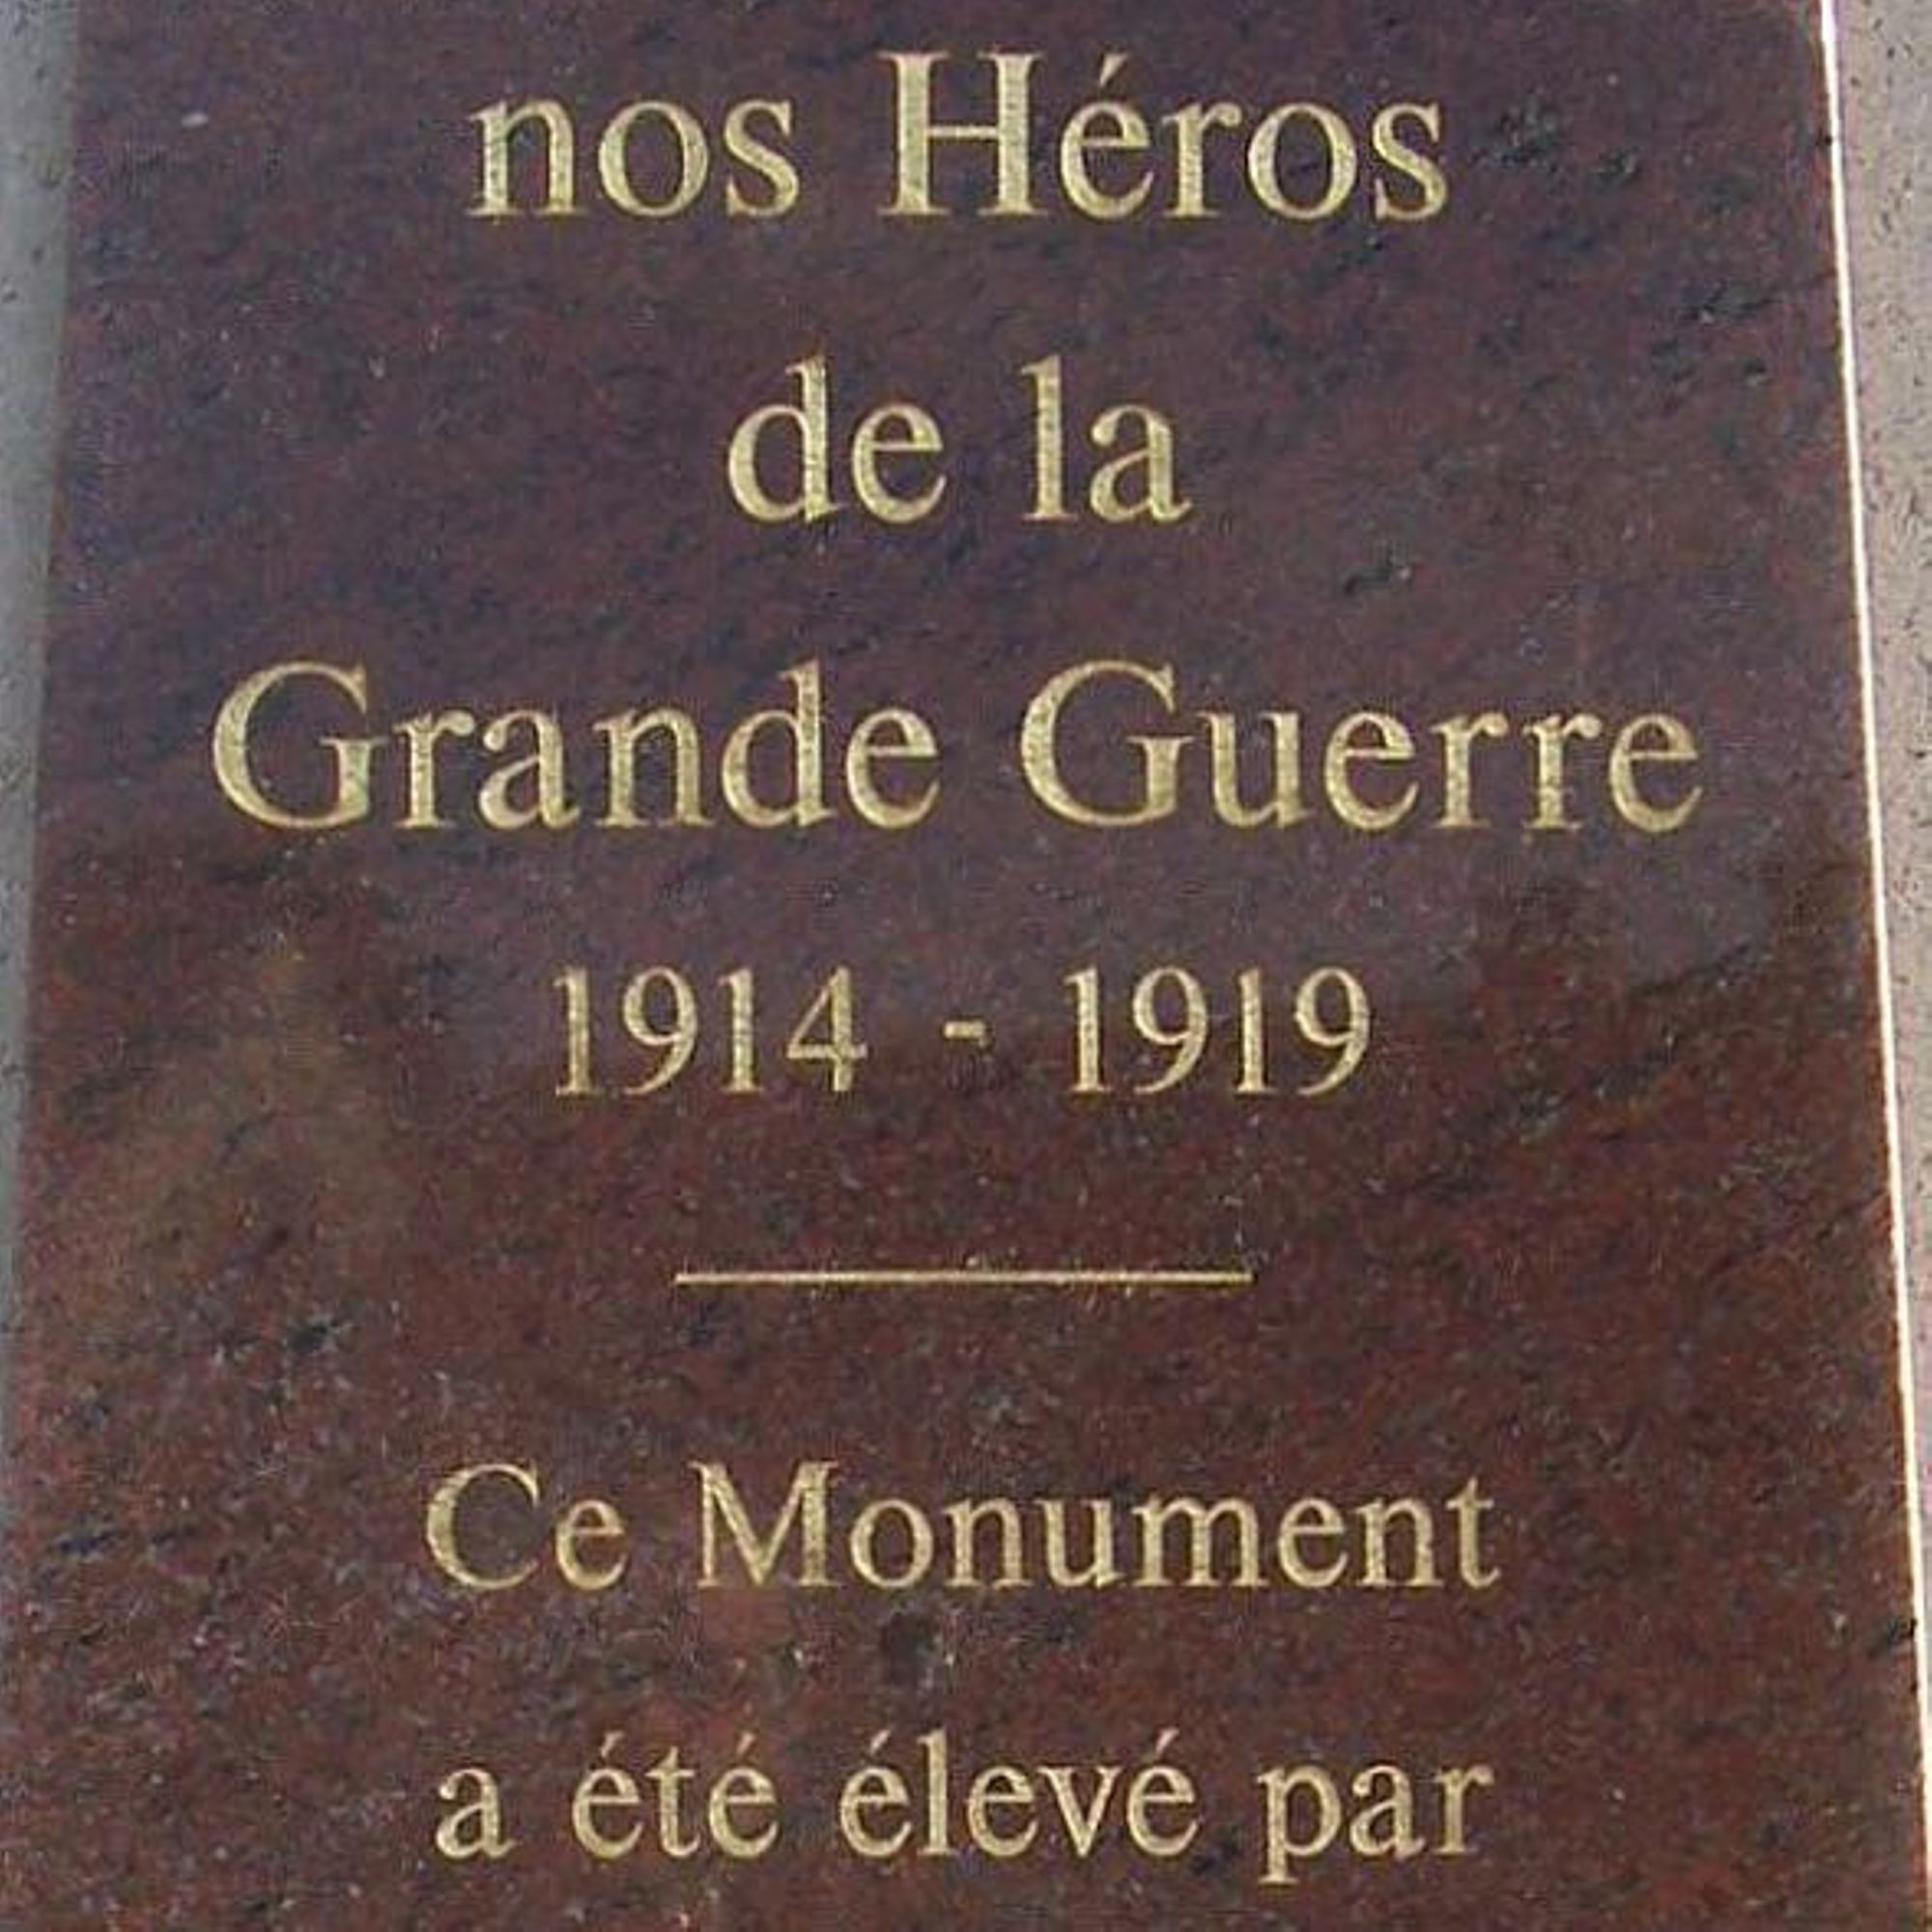 nos Héros
de la
Grande Guerre
1914 - 1919
Ce Monument
a été élevé par